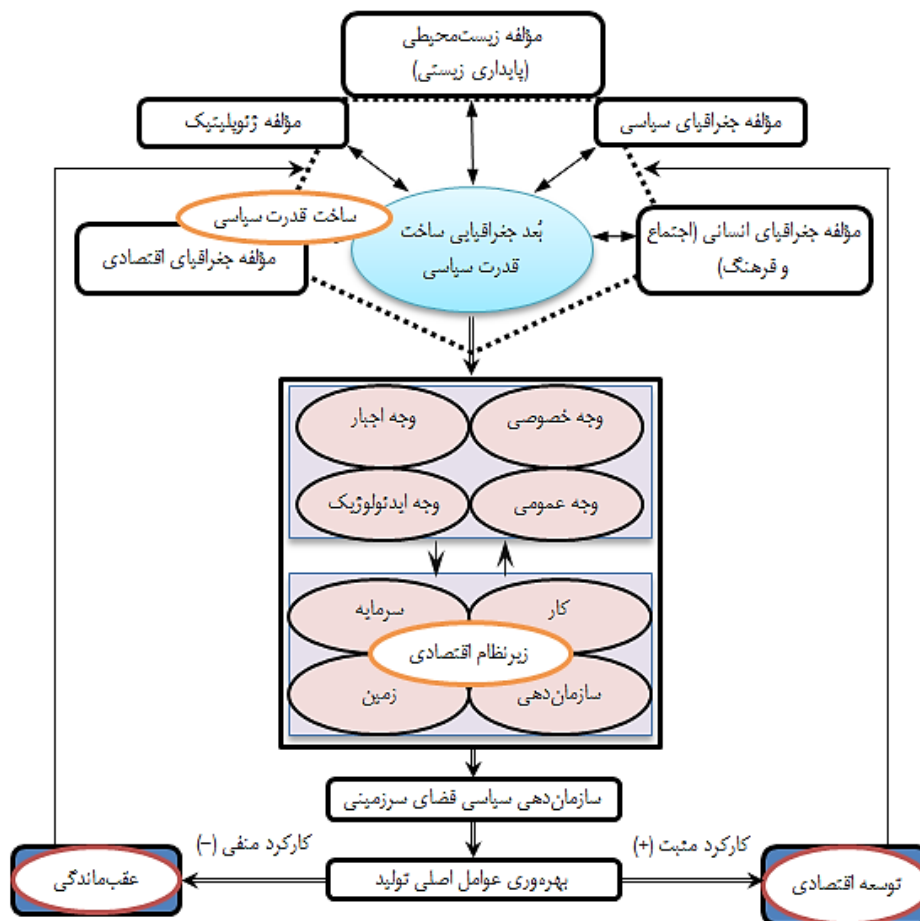 مؤلفه زیست‌محیطی
(پایداری زیستی)
مؤلفه جغرافیای سیاسی
مؤلفه ژئوپلیتیک
ساخت قدرت سیاسی
بُعد جغرافیایی ساخت
قدرت سیاسی
مؤلفه جغرافیای انسانی (اجتماع
و فرهنگ)
مؤلفه جغرافیای اقتصادی
وجه خصوصی
وجه اجبار
وجه عمومی
وجه ایدئولوژیک
کار
سرمایه
زیرنظام اقتصادی
سازمان‌دهی
زمین
سازمان‌دهی سیاسی فضای سرزمینی
کارکرد مثبت (+)
کارکرد منفی (–)
توسعه اقتصادی
بهره‌وری عوامل اصلی تولید
عقب‌ماندگی